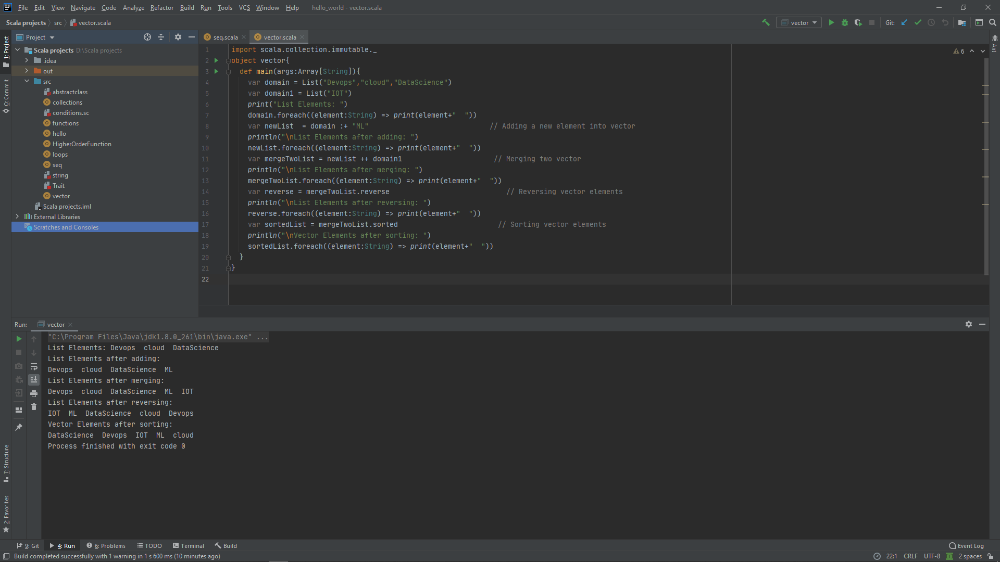 File Edit View Navigate Code Analyze Refactor Build Run Tools VCS Window Help hello_world - vector.scala
Scala projects src vector.scala vector Git:
Project seq.scala vector.scala
1: Project
0: Commit
7: Structure
2: Favorites
Ant
Scala projects D:\Scala projects
.idea
out
src
abstractclass
collections
conditions.sc
functions
hello
HigherOrderFunction
loops
seq
string
Trait
vector
Scala projects.iml
External Libraries
Scratches and Consoles
6
1 import scala.collection.immutable._
2 object vector{
3 def main(args:Array[String]){
4 var domain = List("Devops","cloud","DataScience")
5 var domain1 = List("IOT")
6 print("List Elements: ")
7 domain.foreach((element:String) => print(element+"  "))
8 var newList  = domain :+ "ML" // Adding a new element into vector
9 println("\nList Elements after adding: ")
10 newList.foreach((element:String) => print(element+"  "))
11 var mergeTwoList = newList ++ domain1 // Merging two vector
12 println("\nList Elements after merging: ")
13 mergeTwoList.foreach((element:String) => print(element+"  "))
14 var reverse = mergeTwoList.reverse // Reversing vector elements
15 println("\nList Elements after reversing: ")
16 reverse.foreach((element:String) => print(element+"  "))
17 var sortedList = mergeTwoList.sorted // Sorting vector elements
18 println("\nVector Elements after sorting: ")
19 sortedList.foreach((element:String) => print(element+"  "))
20 }
21 }
22
Run: vector
"C:\Program Files\Java\jdk1.8.0_261\bin\java.exe" ...
List Elements: Devops  cloud  DataScience
List Elements after adding:
Devops  cloud  DataScience  ML
List Elements after merging:
Devops  cloud  DataScience  ML  IOT
List Elements after reversing:
IOT  ML  DataScience  cloud  Devops
Vector Elements after sorting:
DataScience  Devops  IOT  ML  cloud
Process finished with exit code 0
9: Git 4: Run 6: Problems TODO Terminal Build Event Log
Build completed successfully with 1 warning in 1 s 600 ms (10 minutes ago) 22:1 CRLF UTF-8 [T] 2 spaces